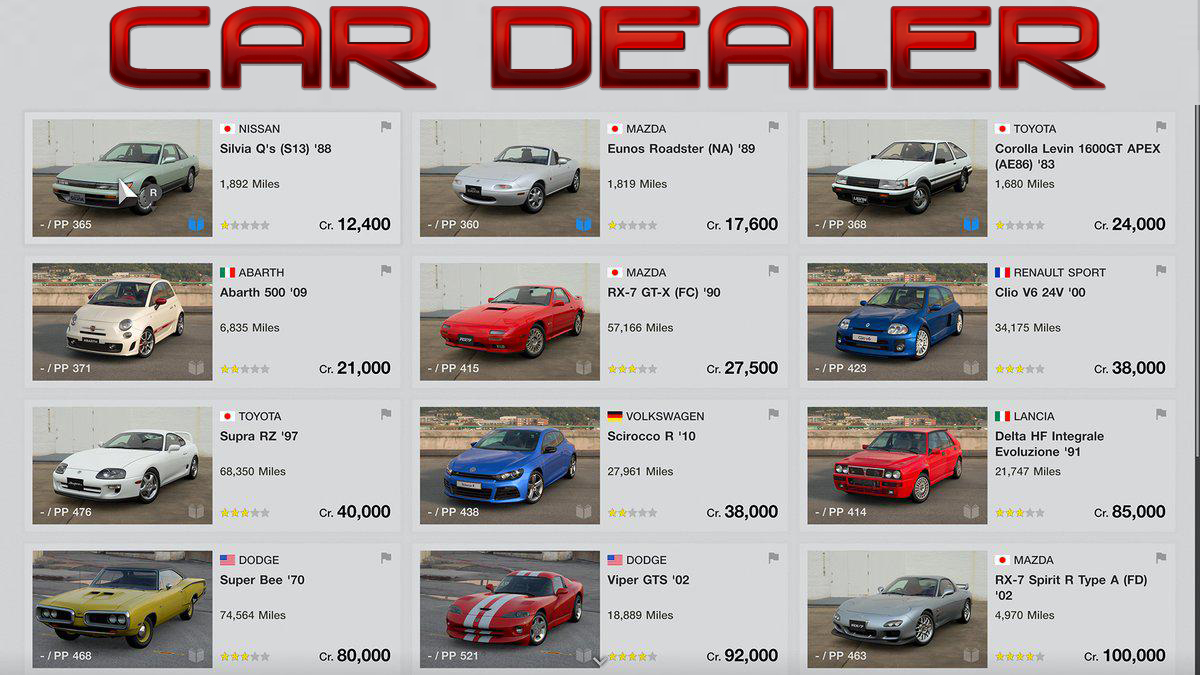 CAR DEALER
NISSAN
Silvia Q's (S13) '88
1,892 Miles
R
- / PP 365
Cr. 12,400
MAZDA
Eunos Roadster (NA) '89
1,819 Miles
- / PP 360
Cr. 17,600
TOYOTA
Corolla Levin 1600GT APEX
(AE86) '83
1,680 Miles
- / PP 368
Cr. 24,000
ABARTH
Abarth 500 '09
6,835 Miles
- / PP 371
Cr. 21,000
MAZDA
RX-7 GT-X (FC) '90
57,166 Miles
- / PP 415
Cr. 27,500
RENAULT SPORT
Clio V6 24V '00
34,175 Miles
- / PP 423
Cr. 38,000
TOYOTA
Supra RZ '97
68,350 Miles
- / PP 476
Cr. 40,000
VOLKSWAGEN
Scirocco R '10
27,961 Miles
- / PP 438
Cr. 38,000
LANCIA
Delta HF Integrale
Evoluzione '91
21,747 Miles
- / PP 414
Cr. 85,000
DODGE
Super Bee '70
74,564 Miles
- / PP 468
Cr. 80,000
DODGE
Viper GTS '02
18,889 Miles
- / PP 521
Cr. 92,000
MAZDA
RX-7 Spirit R Type A (FD)
'02
4,970 Miles
- / PP 463
Cr. 100,000